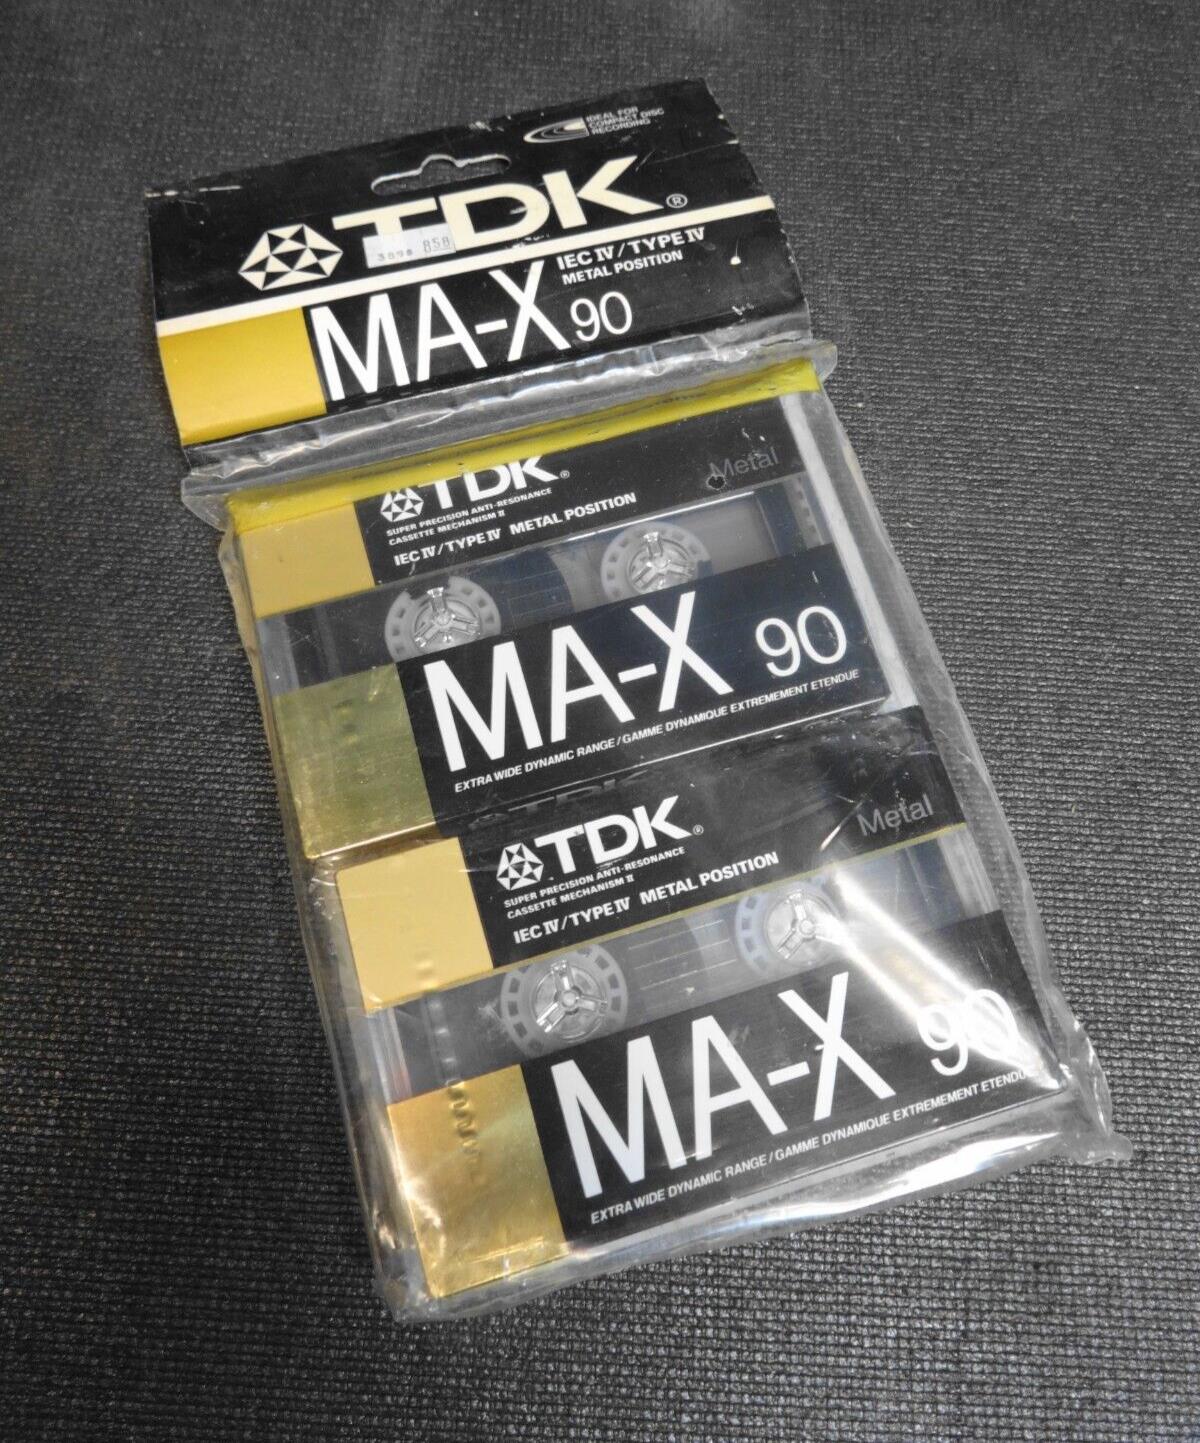 IDEAL FOR
COMPACT DISC
RECORDING
TDK®
3898 858
IEC IV/TYPE IV
METAL POSITION
MA-X 90
TDK®
Metal
SUPER PRECISION ANTI-RESONANCE
CASSETTE MECHANISM II
IEC IV/TYPE IV METAL POSITION
MA-X 90
EXTRA WIDE DYNAMIC RANGE/GAMME DYNAMIQUE EXTREMEMENT ETENDUE
TDK®
Metal
SUPER PRECISION ANTI-RESONANCE
CASSETTE MECHANISM II
IEC IV/TYPE IV METAL POSITION
MA-X 90
EXTRA WIDE DYNAMIC RANGE/GAMME DYNAMIQUE EXTREMEMENT ETENDUE